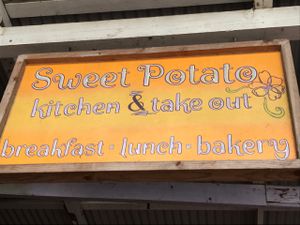 Sweet Potato
kitchen & take out
breakfast · lunch · bakery